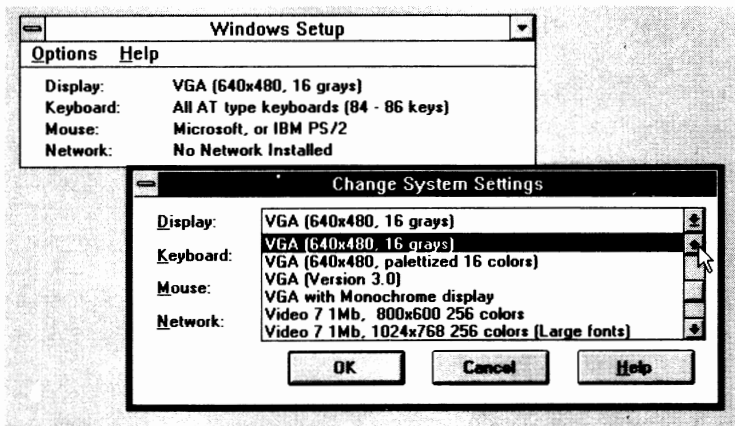 Windows Setup
Options Help
Display: VGA (640x480, 16 grays)
Keyboard: All AT type keyboards (84 - 86 keys)
Mouse: Microsoft, or IBM PS/2
Network: No Network Installed
Change System Settings
Display: VGA (640x480, 16 grays)
VGA (640x480, 16 grays)
Keyboard: VGA (640x480, palettized 16 colors)
VGA (Version 3.0)
Mouse: VGA with Monochrome display
Video 7 1Mb, 800x600 256 colors
Network: Video 7 1Mb, 1024x768 256 colors (Large fonts)
OK Cancel Help